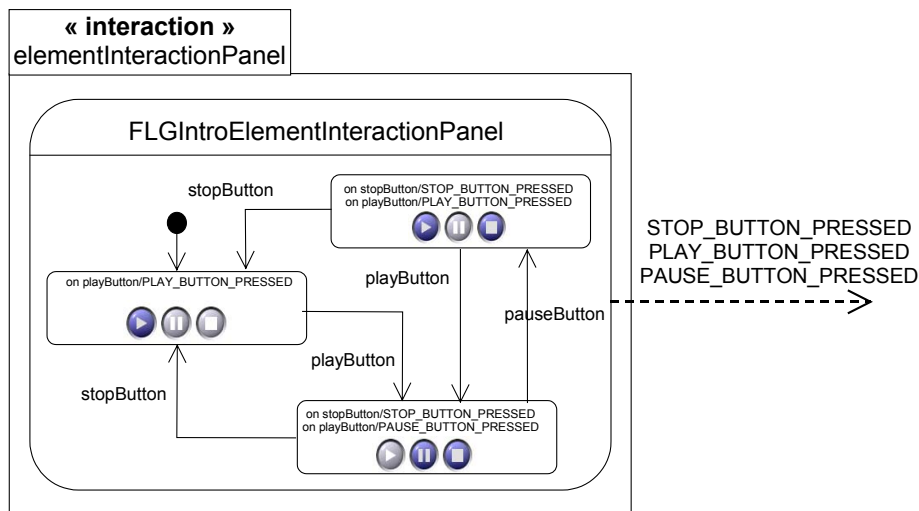 « interaction »
elementInteractionPanel
FLGIntroElementInteractionPanel
stopButton
on stopButton/STOP_BUTTON_PRESSED
on playButton/PLAY_BUTTON_PRESSED
STOP_BUTTON_PRESSED
PLAY_BUTTON_PRESSED
PAUSE_BUTTON_PRESSED
on playButton/PLAY_BUTTON_PRESSED
playButton
pauseButton
playButton
stopButton
on stopButton/STOP_BUTTON_PRESSED
on playButton/PAUSE_BUTTON_PRESSED